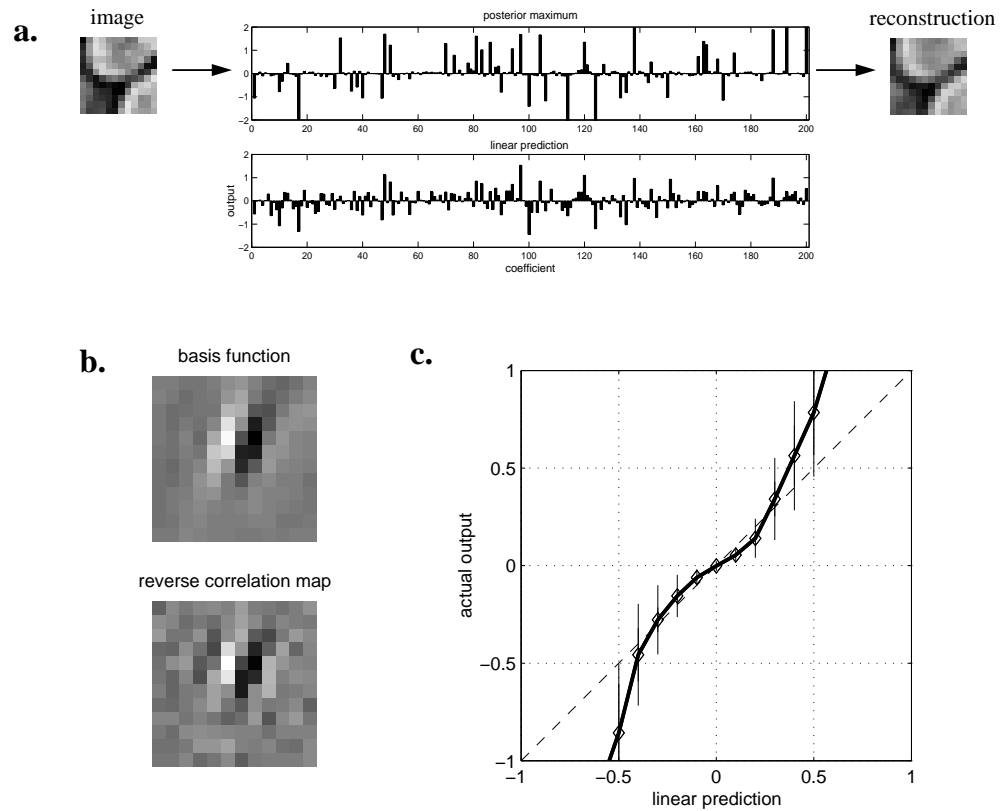 a.
image
posterior maximum
reconstruction
2
1
0
−1
−2
0 20 40 60 80 100 120 140 160 180 200
linear prediction
output
2
1
0
−1
−2
0 20 40 60 80 100 120 140 160 180 200
coefficient
b.
basis function
reverse correlation map
c.
actual output
1
0.5
0
−0.5
−1
−1 −0.5 0 0.5 1
linear prediction